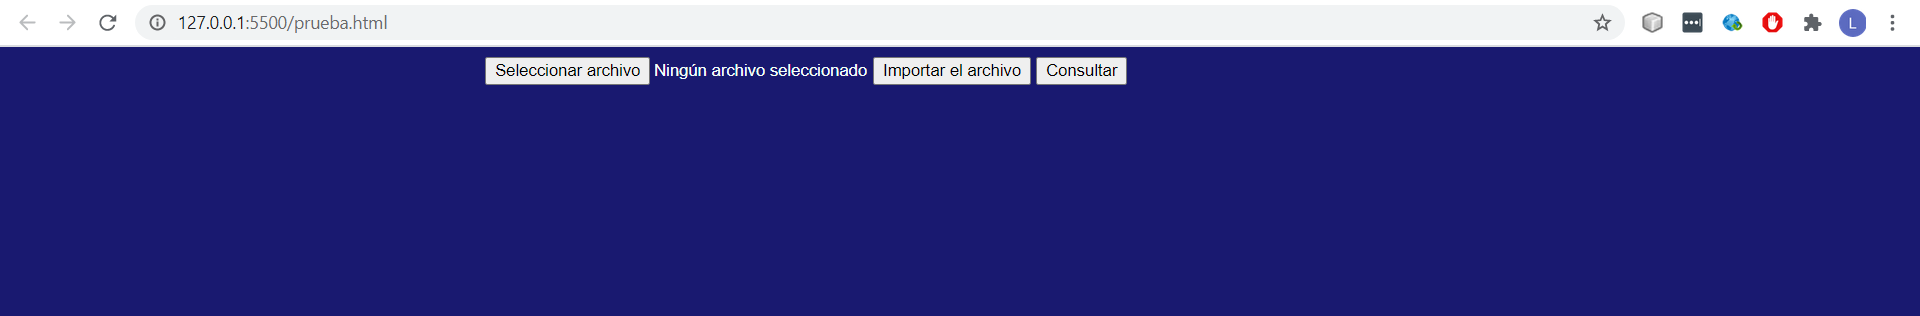 127.0.0.1:5500/prueba.html
L
Seleccionar archivo Ningún archivo seleccionado Importar el archivo Consultar